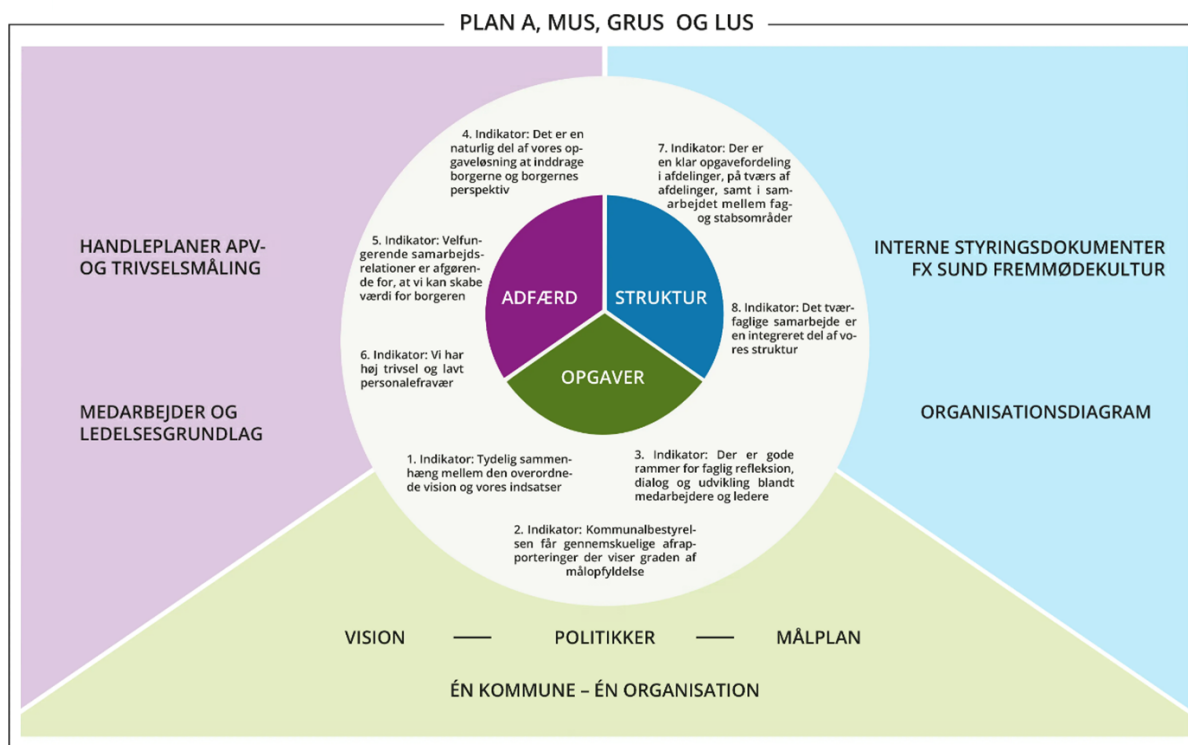 PLAN A, MUS, GRUS OG LUS
4. Indikator: Det er en
naturlig del af vores op-
gaveløsning at inddrage
borgerne og borgernes
perspektiv
7. Indikator: Der er
en klar opgavefordeling
i afdelinger, på tværs af
afdelinger, samt i sam-
arbejdet mellem fag-
og stabsområder
HANDLEPLANER APV-
OG TRIVSELSMÅLING
5. Indikator: Velfun-
gerende samarbejds-
relationer er afgøren-
de for, at vi kan skabe
værdi for borgeren
ADFÆRD
STRUKTUR
INTERNE STYRINGSDOKUMENTER
FX SUND FREMMØDEKULTUR
8. Indikator: Det tvær-
faglige samarbejde er
en integreret del af vo-
res struktur
6. Indikator: Vi har
høj trivsel og lavt
personalefravær
OPGAVER
MEDARBEJDER OG
LEDELSESGRUNDLAG
ORGANISATIONSDIAGRAM
1. Indikator: Tydelig sammen-
hæng mellem den overordne-
de vision og vores indsatser
3. Indikator: Der er gode
rammer for faglig refleksion,
dialog og udvikling blandt
medarbejdere og ledere
2. Indikator: Kommunalbestyrel-
sen får gennemskuelige afrap-
porteringer der viser graden af
målopfyldelse
VISION — POLITIKKER — MÅLPLAN
ÉN KOMMUNE – ÉN ORGANISATION